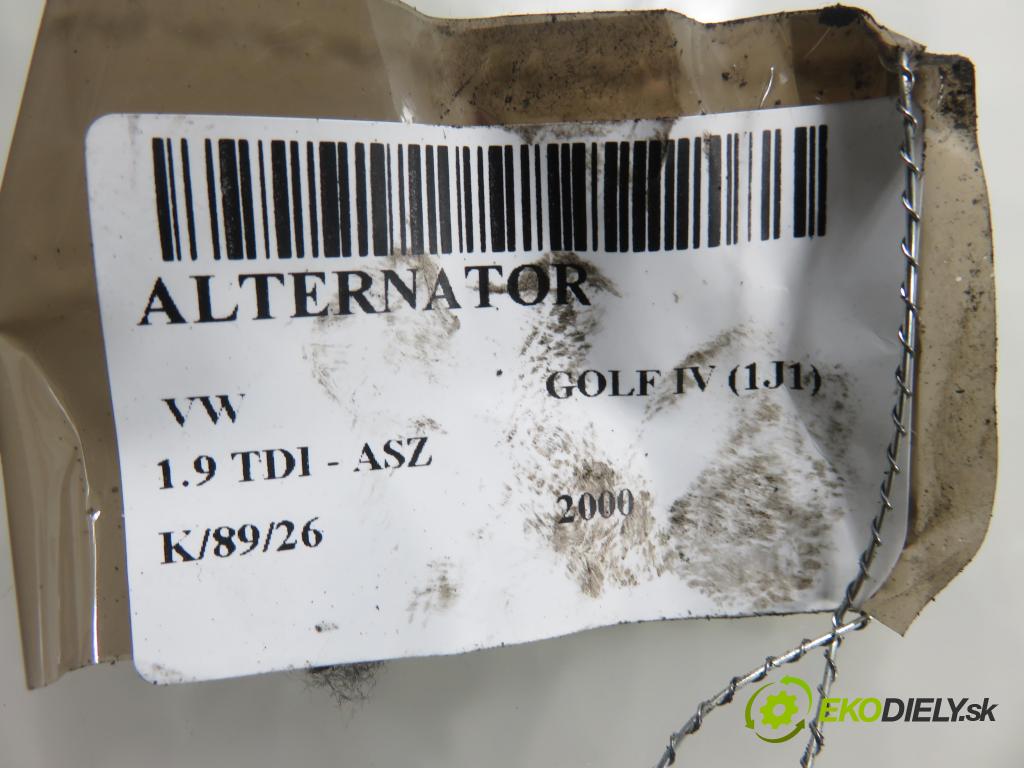 ALTERNATOR
VW GOLF IV (1J1)
1.9 TDI - ASZ
K/89/26 2000
EKODIELY.sk